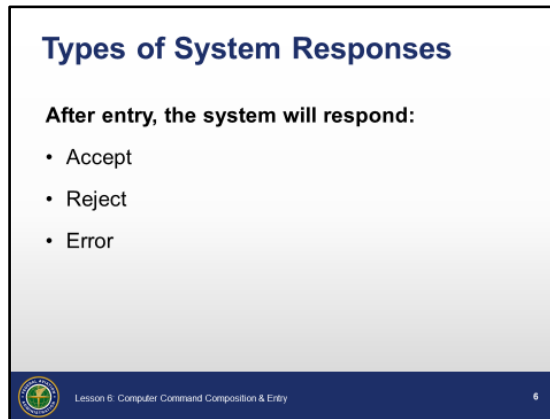 Types of System Responses
After entry, the system will respond:
• Accept
• Reject
• Error
Lesson 6: Computer Command Composition & Entry
6